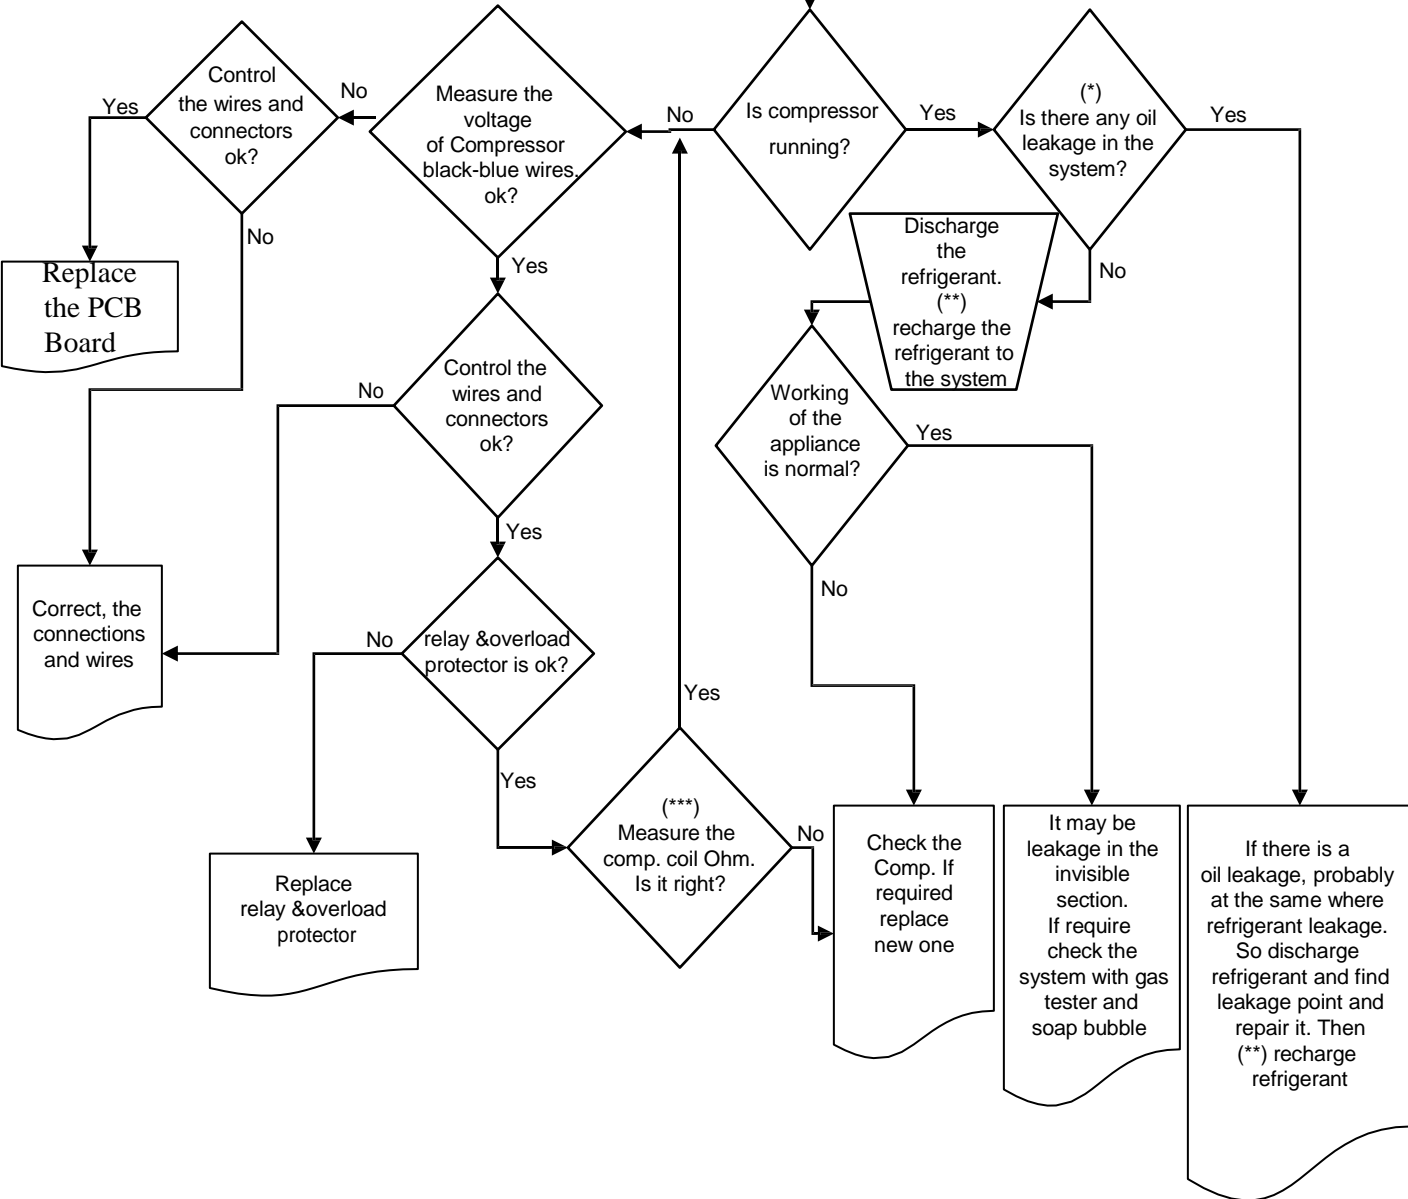 Control
the wires and
connectors
ok?
Yes
No
No
Measure the
voltage
of Compressor
black-blue wires.
ok?
No
Yes
Is compressor
running?
Yes
(*)
Is there any oil
leakage in the
system?
Yes
No
Discharge
the
refrigerant.
(**)
recharge the
refrigerant to
the system
Replace
the PCB
Board
Control the
wires and
connectors
ok?
No
Yes
Working
of the
appliance
is normal?
Yes
No
Correct, the
connections
and wires
relay &overload
protector is ok?
No
Yes
Yes
(***)
Measure the
comp. coil Ohm.
Is it right?
No
Replace
relay &overload
protector
Check the
Comp. If
required
replace
new one
It may be
leakage in the
invisible
section.
If require
check the
system with gas
tester and
soap bubble
If there is a
oil leakage, probably
at the same where
refrigerant leakage.
So discharge
refrigerant and find
leakage point and
repair it. Then
(**) recharge
refrigerant